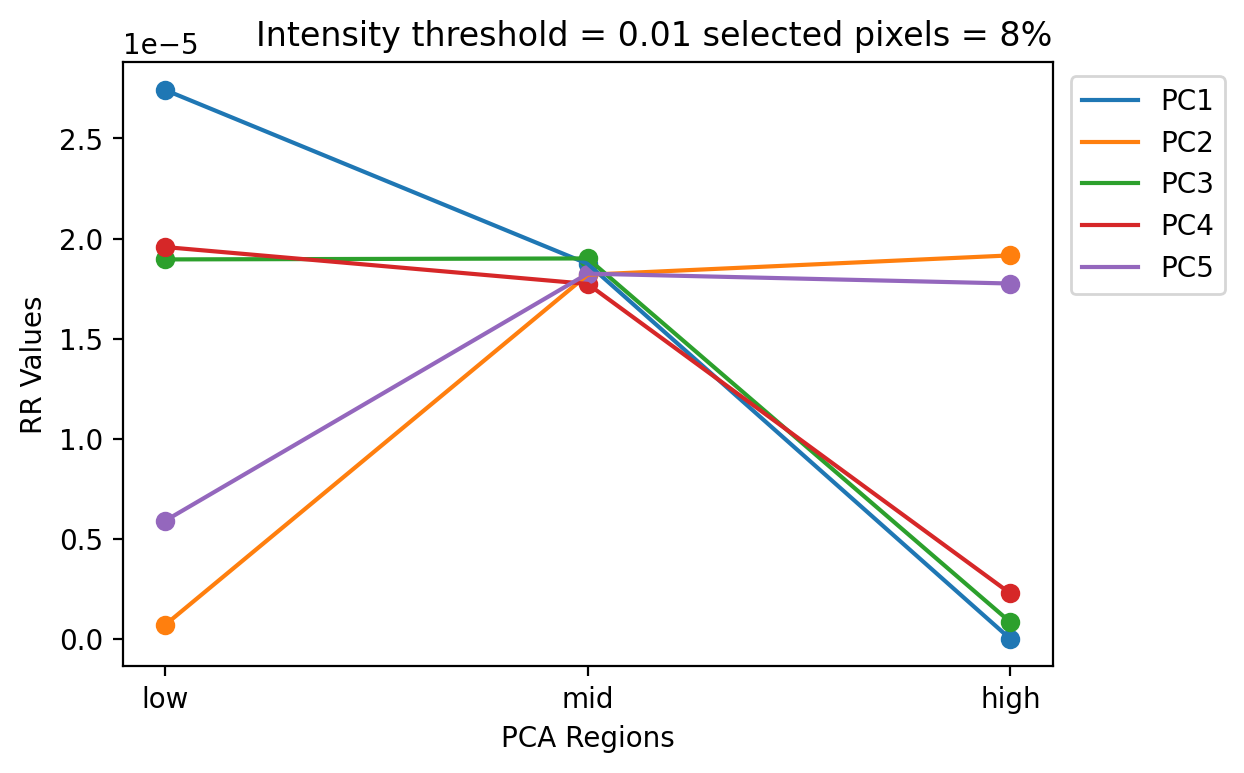 Intensity threshold = 0.01 selected pixels = 8%
1e−5
2.5
2.0
1.5
1.0
0.5
0.0
RR Values
low mid high
PCA Regions
PC1
PC2
PC3
PC4
PC5